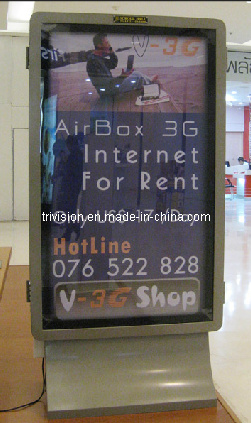 V-3G
AirBox 3G
Internet
for Rent
trivision.en.made-in-china.com
HotLine
076 522 828
V-3G Shop